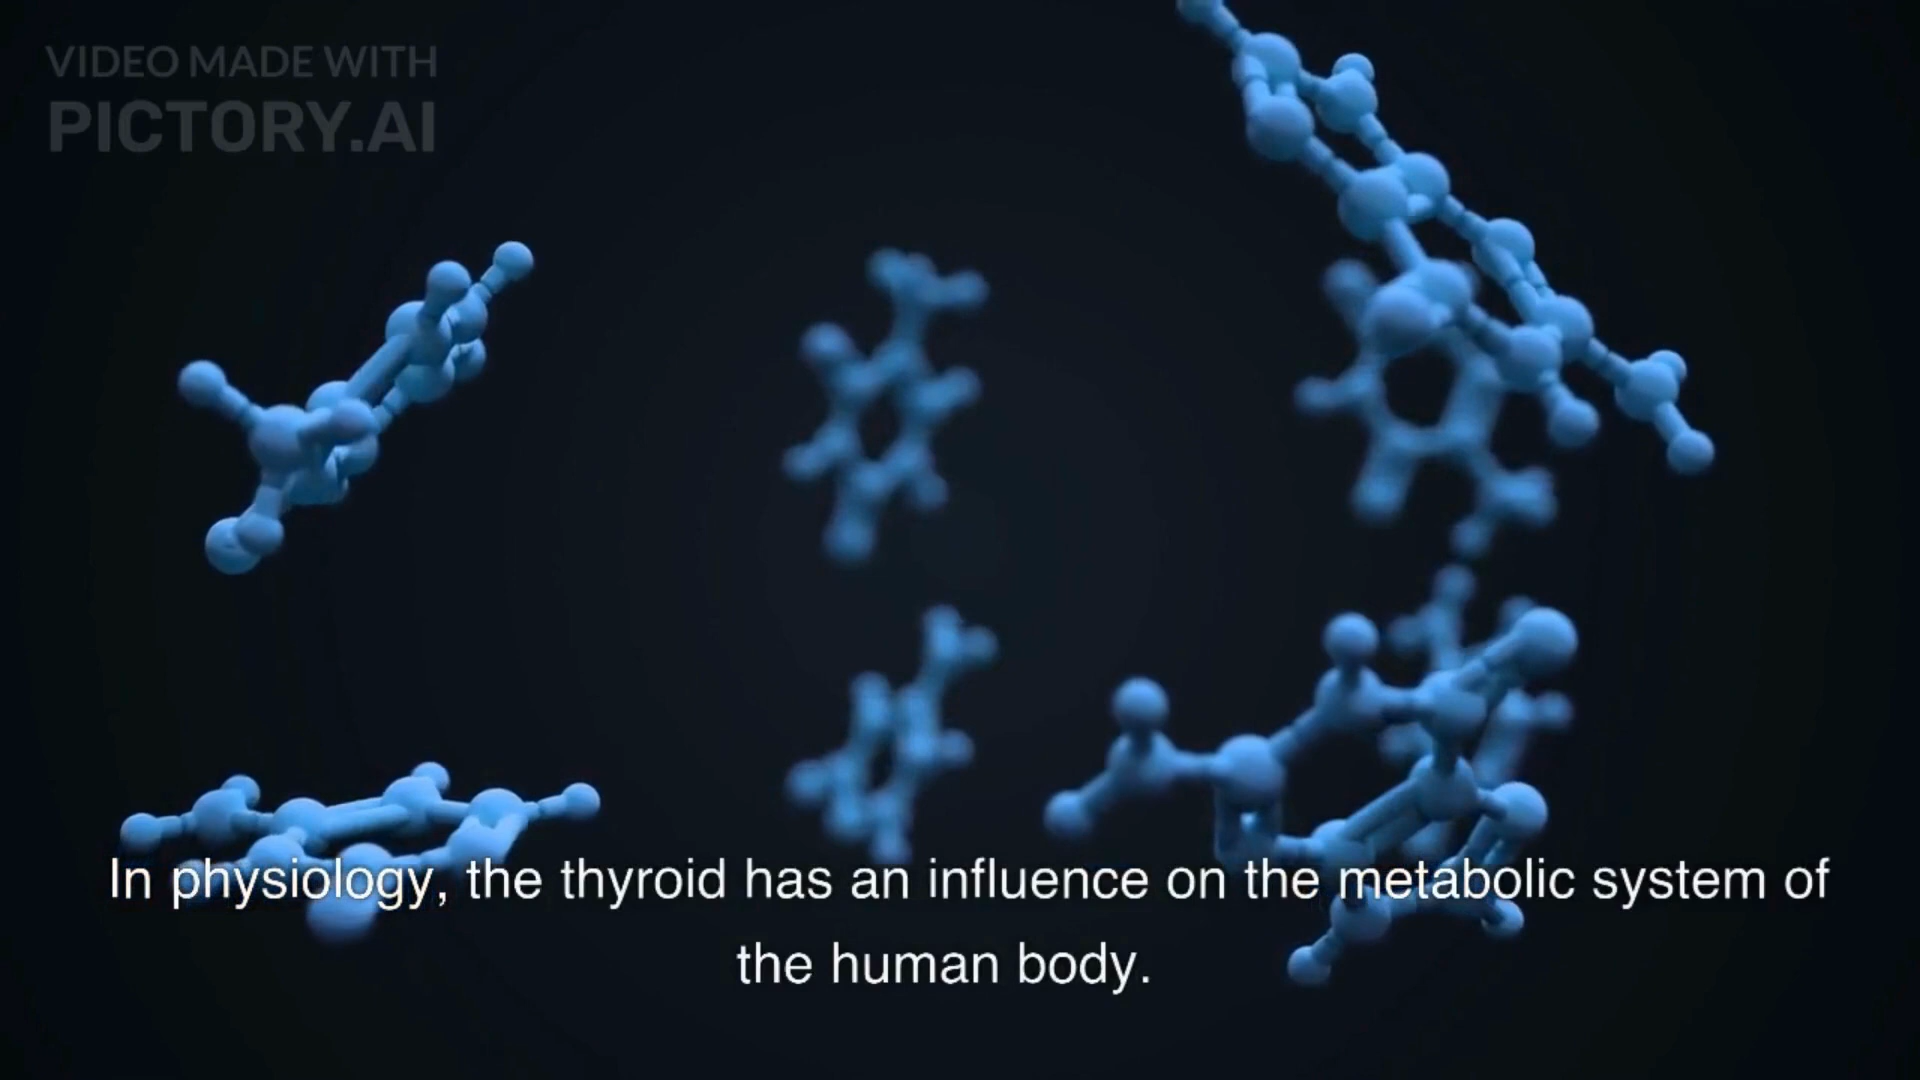 VIDEO MADE WITH
PICTORY.AI
In physiology, the thyroid has an influence on the metabolic system of
the human body.